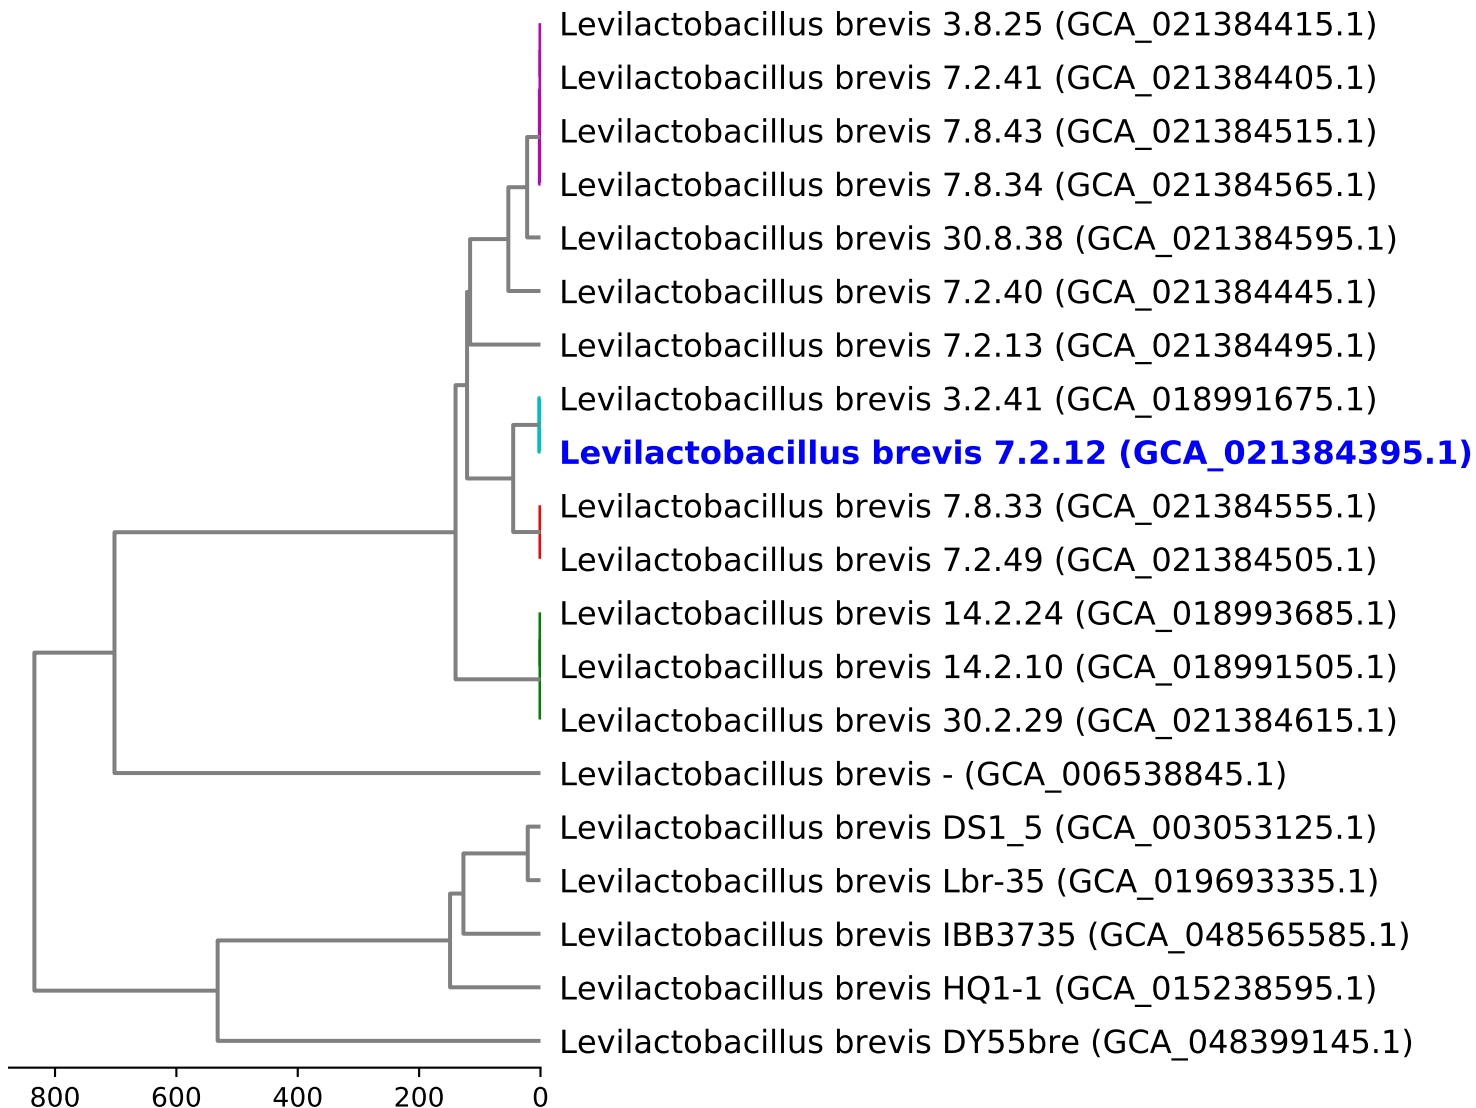 Levilactobacillus brevis 3.8.25 (GCA_021384415.1)
Levilactobacillus brevis 7.2.41 (GCA_021384405.1)
Levilactobacillus brevis 7.8.43 (GCA_021384515.1)
Levilactobacillus brevis 7.8.34 (GCA_021384565.1)
Levilactobacillus brevis 30.8.38 (GCA_021384595.1)
Levilactobacillus brevis 7.2.40 (GCA_021384445.1)
Levilactobacillus brevis 7.2.13 (GCA_021384495.1)
Levilactobacillus brevis 3.2.41 (GCA_018991675.1)
Levilactobacillus brevis 7.2.12 (GCA_021384395.1)
Levilactobacillus brevis 7.8.33 (GCA_021384555.1)
Levilactobacillus brevis 7.2.49 (GCA_021384505.1)
Levilactobacillus brevis 14.2.24 (GCA_018993685.1)
Levilactobacillus brevis 14.2.10 (GCA_018991505.1)
Levilactobacillus brevis 30.2.29 (GCA_021384615.1)
Levilactobacillus brevis - (GCA_006538845.1)
Levilactobacillus brevis DS1_5 (GCA_003053125.1)
Levilactobacillus brevis Lbr-35 (GCA_019693335.1)
Levilactobacillus brevis IBB3735 (GCA_048565585.1)
Levilactobacillus brevis HQ1-1 (GCA_015238595.1)
Levilactobacillus brevis DY55bre (GCA_048399145.1)
800 600 400 200 0